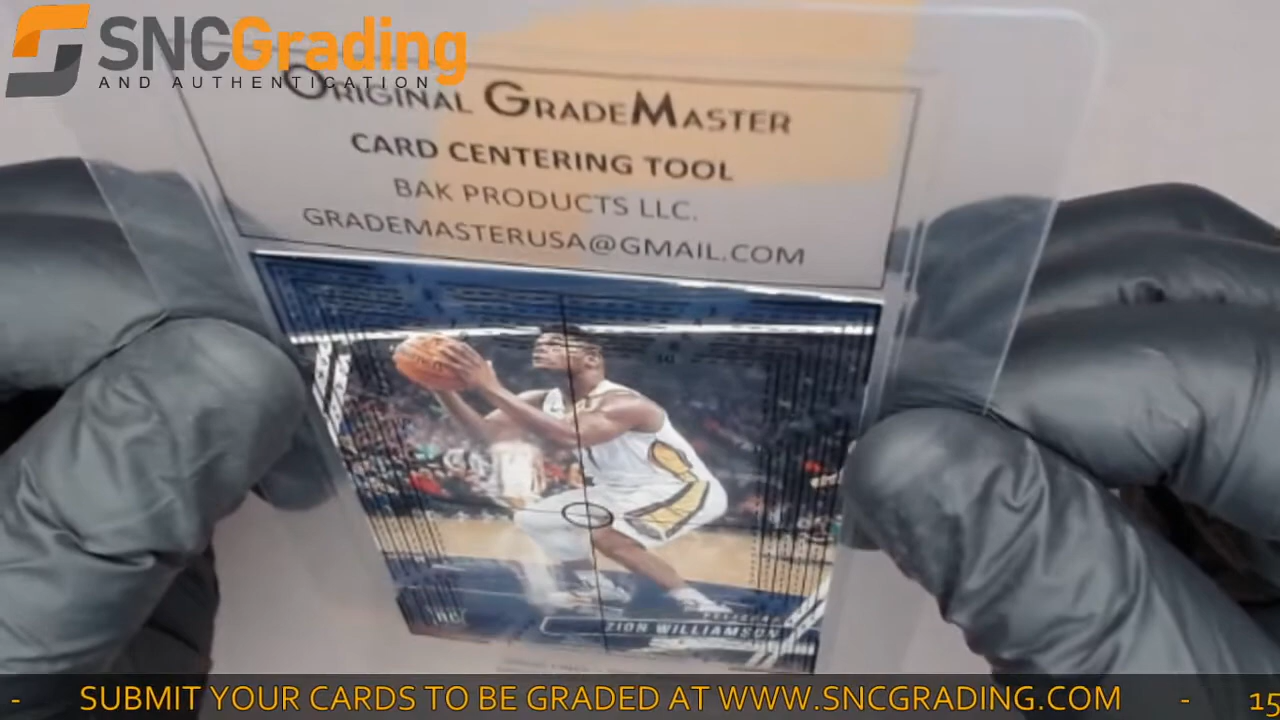 SNCGrading
AND AUTHENTICATION
ORIGINAL GRADEMASTER
CARD CENTERING TOOL
BAK PRODUCTS LLC.
GRADEMASTERUSA@GMAIL.COM
ZION WILLIAMSON
- SUBMIT YOUR CARDS TO BE GRADED AT WWW.SNCGRADING.COM - 15